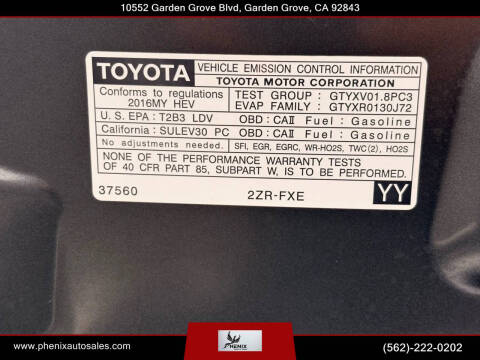 10552 Garden Grove Blvd, Garden Grove, CA 92843
TOYOTA
VEHICLE EMISSION CONTROL INFORMATION
TOYOTA MOTOR CORPORATION
Conforms to regulations
2016MY HEV
TEST GROUP : GTYXV01.8PC3
EVAP FAMILY : GTYXR0130J72
U. S. EPA : T2B3 LDV
OBD : CAII Fuel : Gasoline
California : SULEV30 PC
OBD : CAII Fuel : Gasoline
No adjustments needed.
SFI, EGR, EGRC, WR-HO2S, TWC(2), HO2S
NONE OF THE PERFORMANCE WARRANTY TESTS
OF 40 CFR PART 85, SUBPART W, IS TO BE PERFORMED.
37560
2ZR-FXE
YY
PHENIX
www.phenixautosales.com
(562)-222-0202